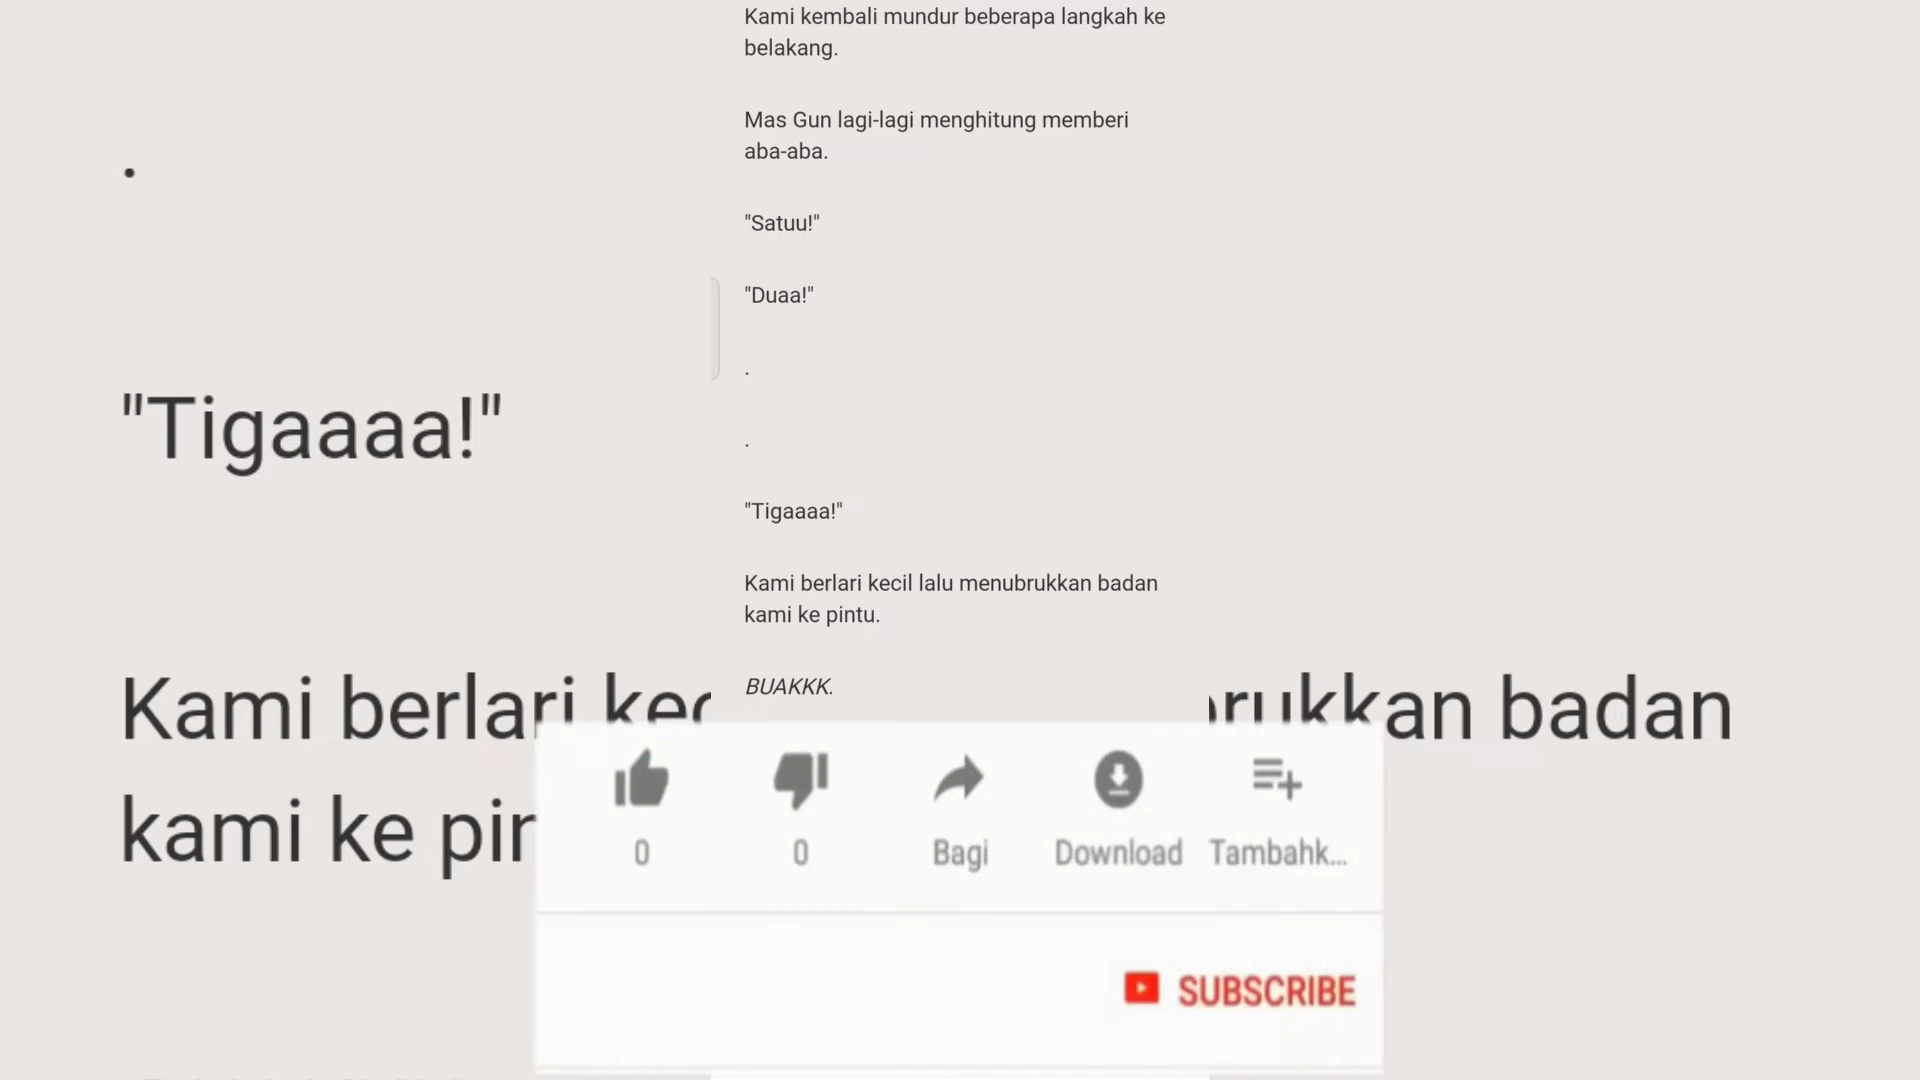 Kami kembali mundur beberapa langkah ke
belakang.
Mas Gun lagi-lagi menghitung memberi
aba-aba.
"Satuu!"
"Duaa!"
.
.
"Tigaaaa!"
Kami berlari kecil lalu menubrukkan badan
kami ke pintu.
BUAKKK.
.
"Tigaaaa!"
Kami berlari rukkan badan
kami ke
0
0
Bagi
Download
Tambahk...
SUBSCRIBE